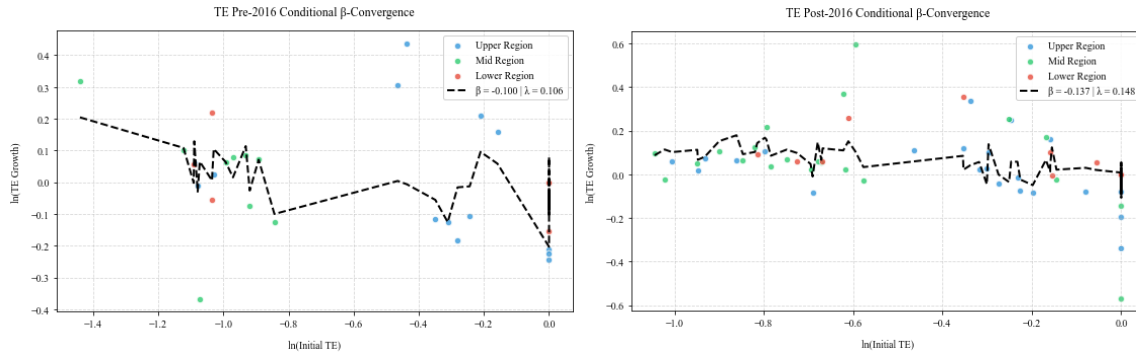 TE Pre-2016 Conditional β-Convergence
Upper Region
Mid Region
Lower Region
β = -0.100 | λ = 0.106
ln(TE Growth)
0.4
0.3
0.2
0.1
0.0
−0.1
−0.2
−0.3
−0.4
−1.4
−1.2
−1.0
−0.8
−0.6
−0.4
−0.2
0.0
ln(Initial TE)
TE Post-2016 Conditional β-Convergence
Upper Region
Mid Region
Lower Region
β = -0.137 | λ = 0.148
ln(TE Growth)
0.6
0.4
0.2
0.0
−0.2
−0.4
−0.6
−1.0
−0.8
−0.6
−0.4
−0.2
0.0
ln(Initial TE)